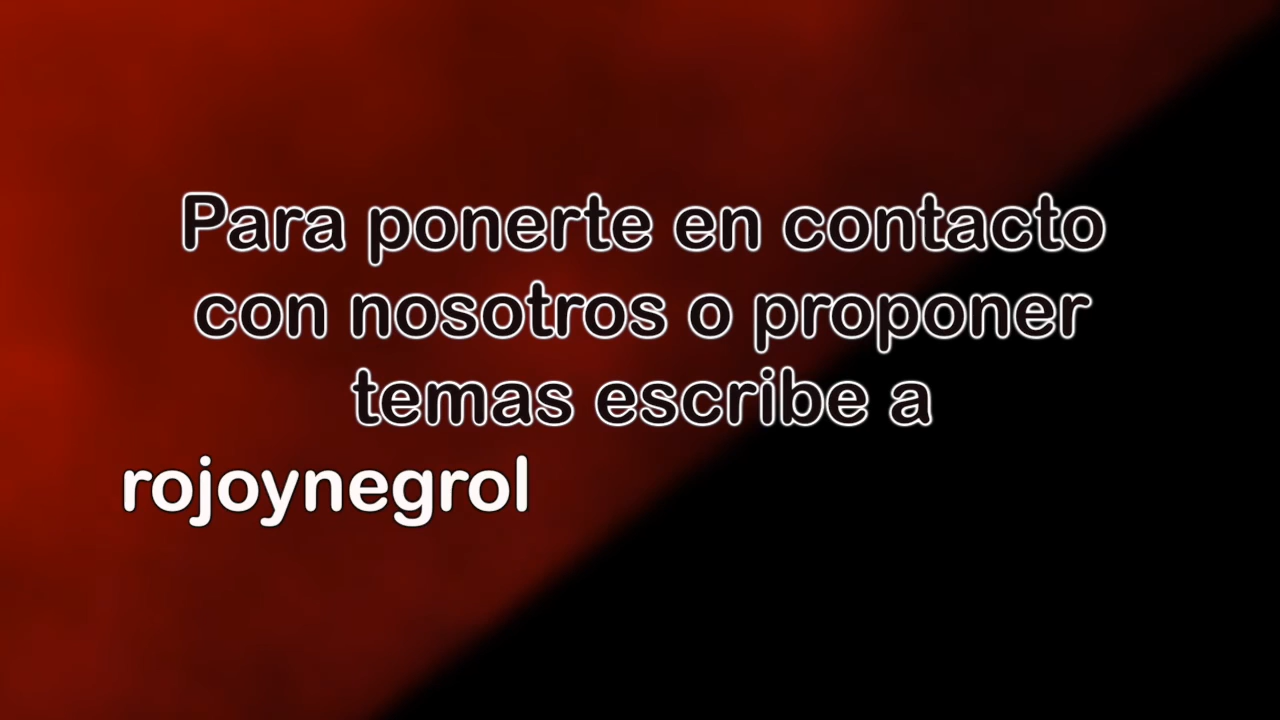 Para ponerte en contacto
con nosotros o proponer
temas escribe a
rojoynegrol